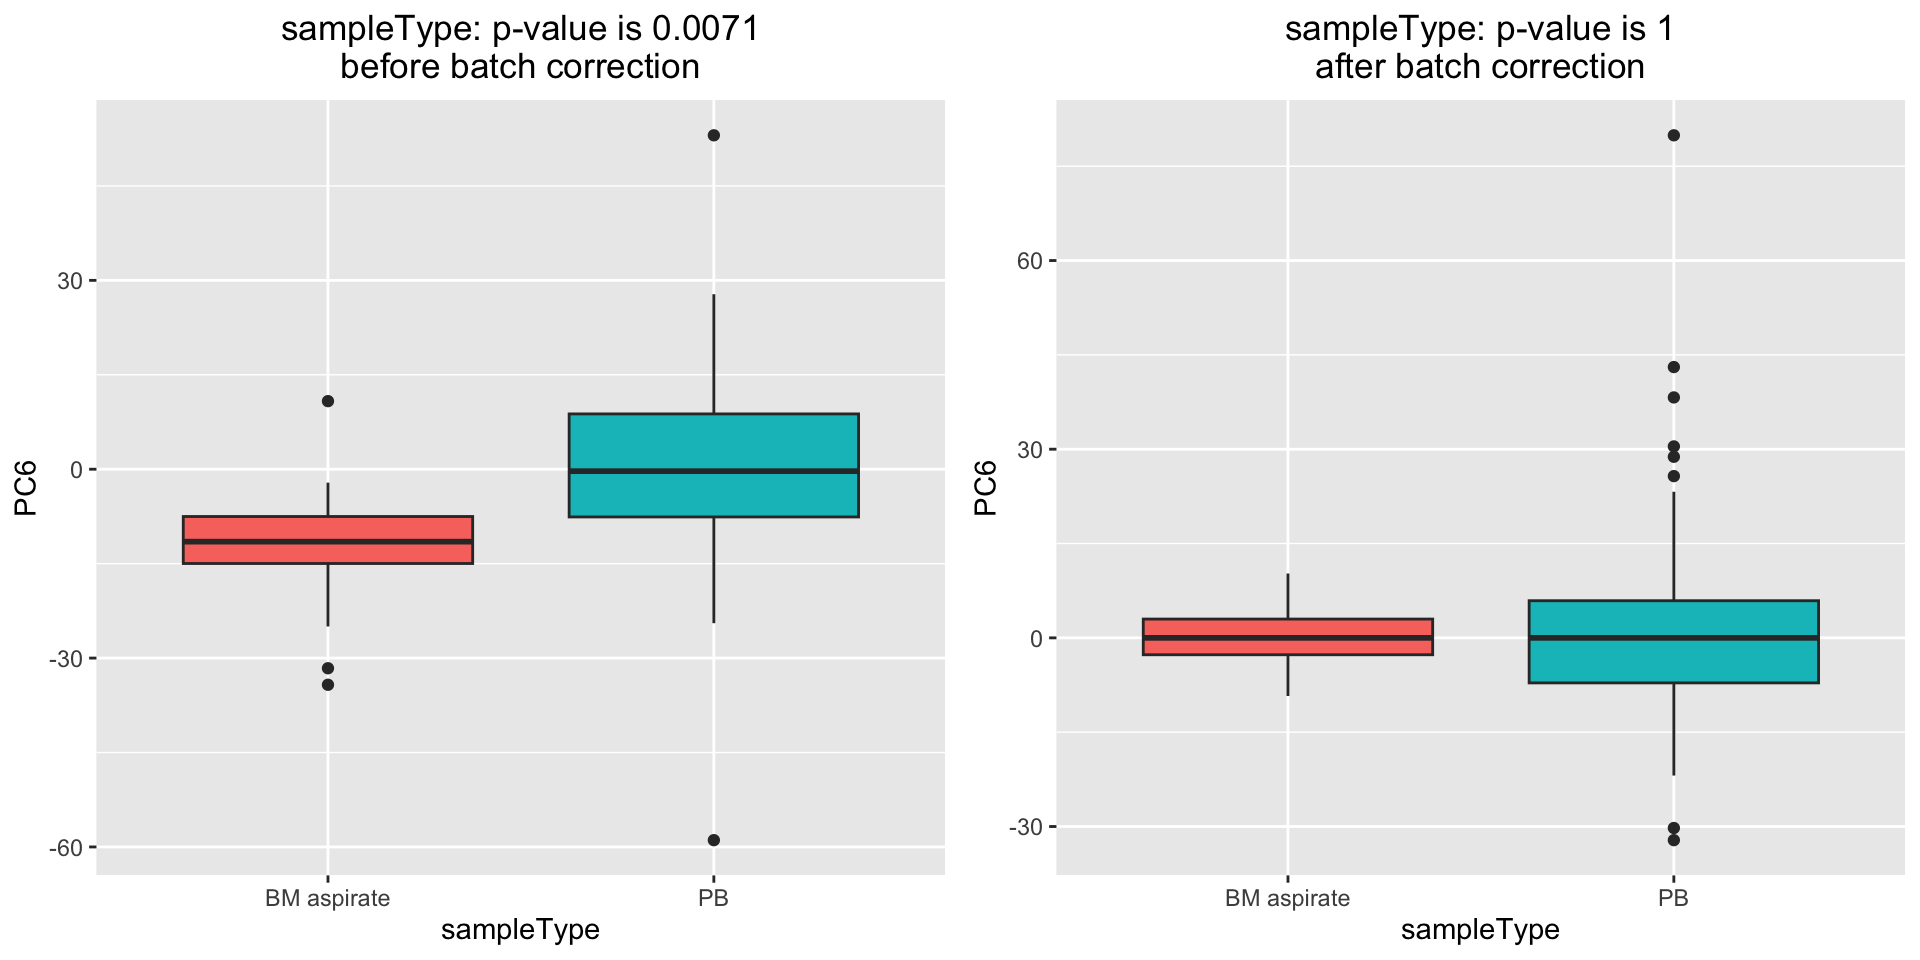 sampleType: p-value is 0.0071
before batch correction
PC6
30
0
-30
-60
BM aspirate PB
sampleType
sampleType: p-value is 1
after batch correction
PC6
60
30
0
-30
BM aspirate PB
sampleType